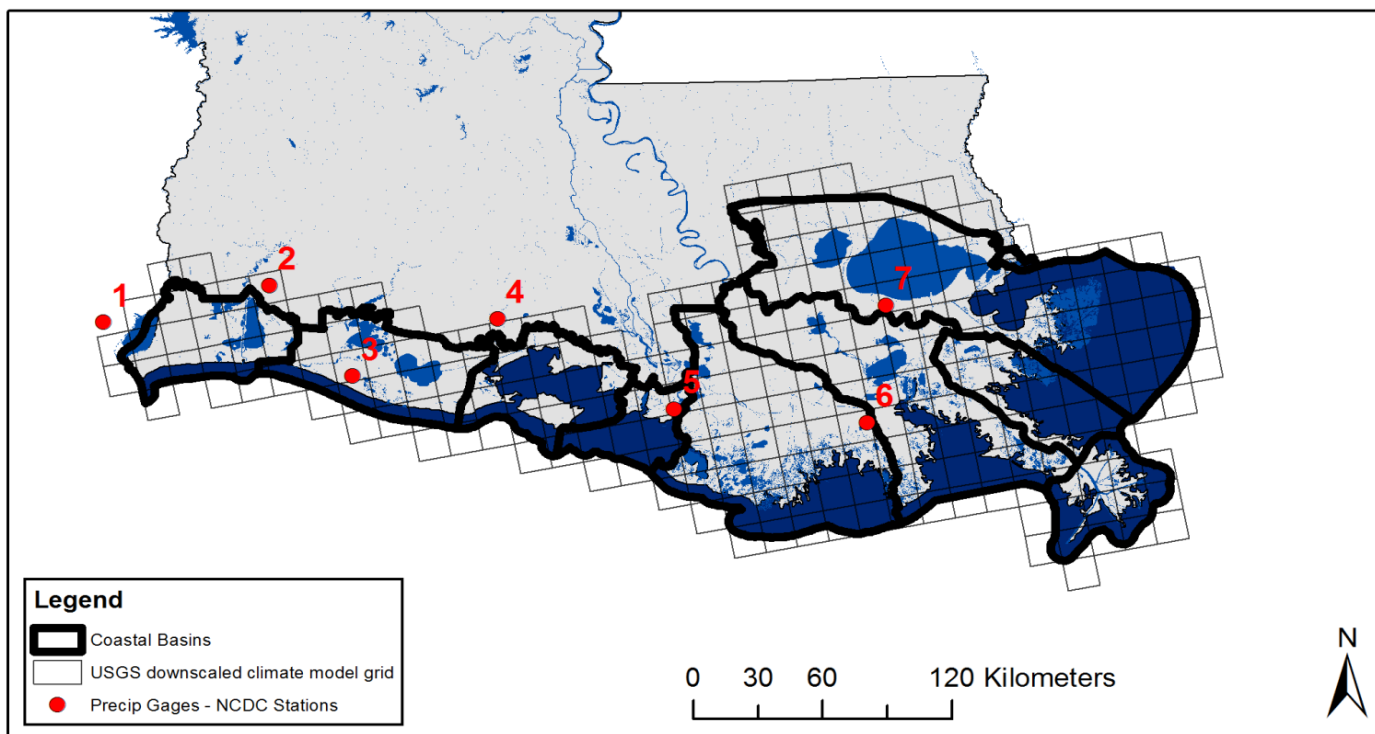 2
1
4
7
3
5
6
Legend
Coastal Basins
USGS downscaled climate model grid
Precip Gages - NCDC Stations
0 30 60 120 Kilometers
N